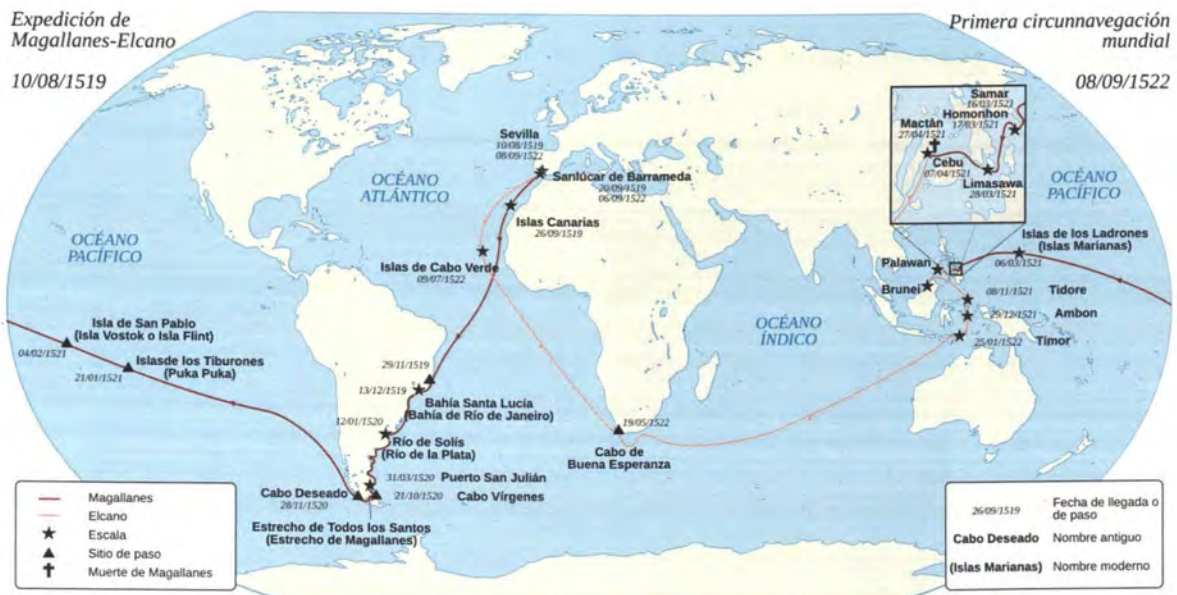 Expedición de
Magallanes-Elcano
10/08/1519
Primera circunnavegación
mundial
08/09/1522
Samar
16/03/1521
Homonhon
17/03/1521
Mactán
27/04/1521
Cebu
07/04/1521
Limasawa
28/03/1521
Sevilla
10/08/1519
08/09/1522
Sanlúcar de Barrameda
20/09/1519
06/09/1522
OCÉANO
ATLÁNTICO
OCÉANO
PACÍFICO
Islas Canarias
26/09/1519
Islas de los Ladrones
(Islas Marianas)
06/03/1521
OCÉANO
PACÍFICO
Islas de Cabo Verde
09/07/1522
Palawan
Brunei
08/11/1521 Tidore
29/12/1521 Ambon
25/01/1522 Timor
OCÉANO
ÍNDICO
Isla de San Pablo
(Isla Vostok o Isla Flint)
04/02/1521
Islasde los Tiburones
(Puka Puka)
21/01/1521
29/11/1519
13/12/1519
Bahía Santa Lucía
(Bahía de Río de Janeiro)
12/01/1520
Río de Solís
(Río de la Plata)
19/05/1522
Cabo de
Buena Esperanza
31/03/1520 Puerto San Julián
Cabo Deseado
28/11/1520
21/10/1520 Cabo Vírgenes
Estrecho de Todos los Santos
(Estrecho de Magallanes)
Magallanes
Elcano
Escala
Sitio de paso
Muerte de Magallanes
26/09/1519 Fecha de llegada o
de paso
Cabo Deseado Nombre antiguo
(Islas Marianas) Nombre moderno